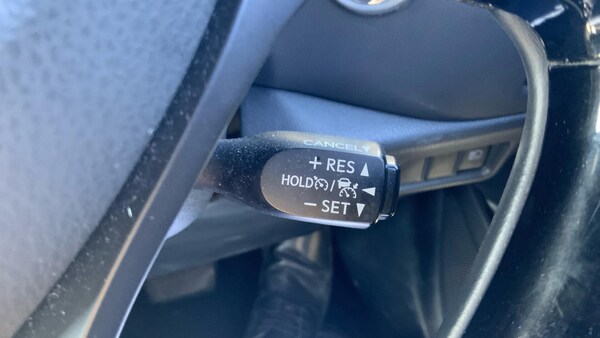 CANCEL
+ RES ▲
HOLD / ◄
− SET ▼